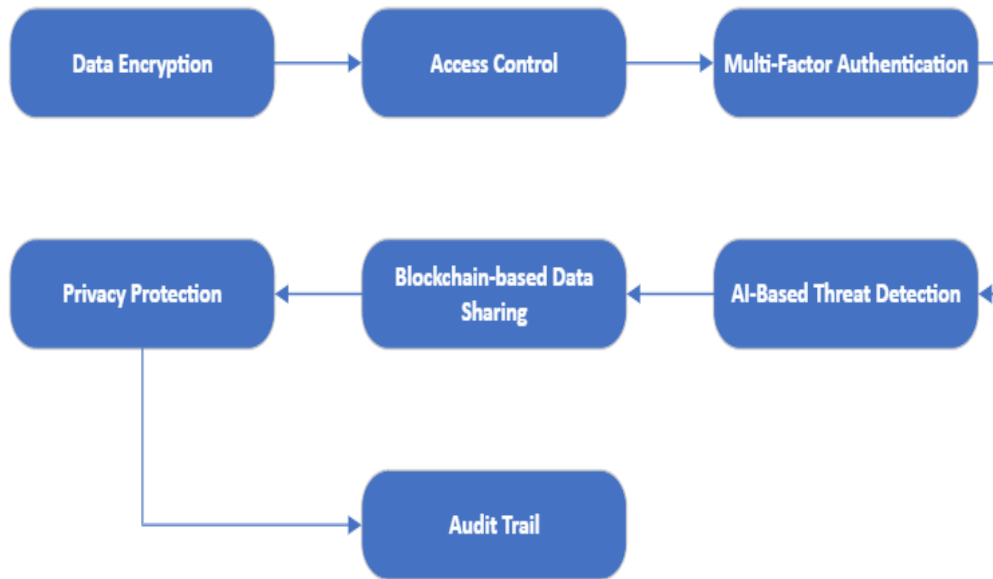 Data Encryption
Access Control
Multi-Factor Authentication
Privacy Protection
Blockchain-based Data
Sharing
AI-Based Threat Detection
Audit Trail